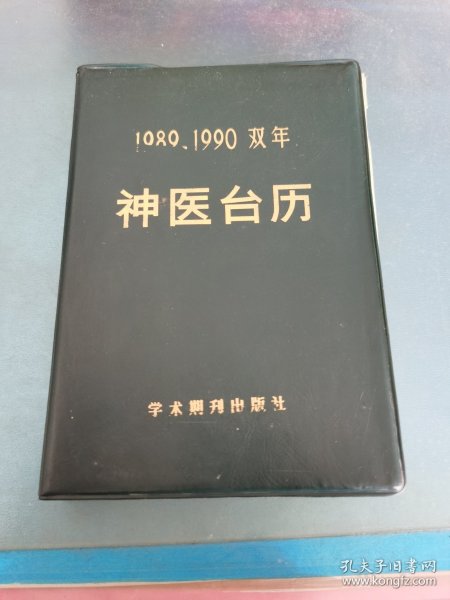 1989、1990 双年
神医台历
学术期刊出版社
孔夫子旧书网
www.kongfz.com